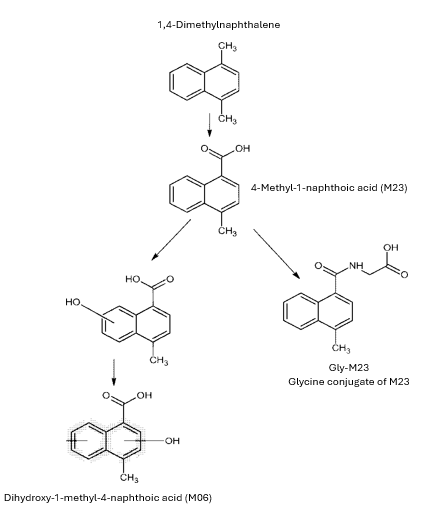 1,4-Dimethylnaphthalene
CH3
CH3
O OH
4-Methyl-1-naphthoic acid (M23)
CH3
OH
O NH O
HO O
HO
CH3
CH3
Gly-M23
Glycine conjugate of M23
O OH
OH
CH3
Dihydroxy-1-methyl-4-naphthoic acid (M06)